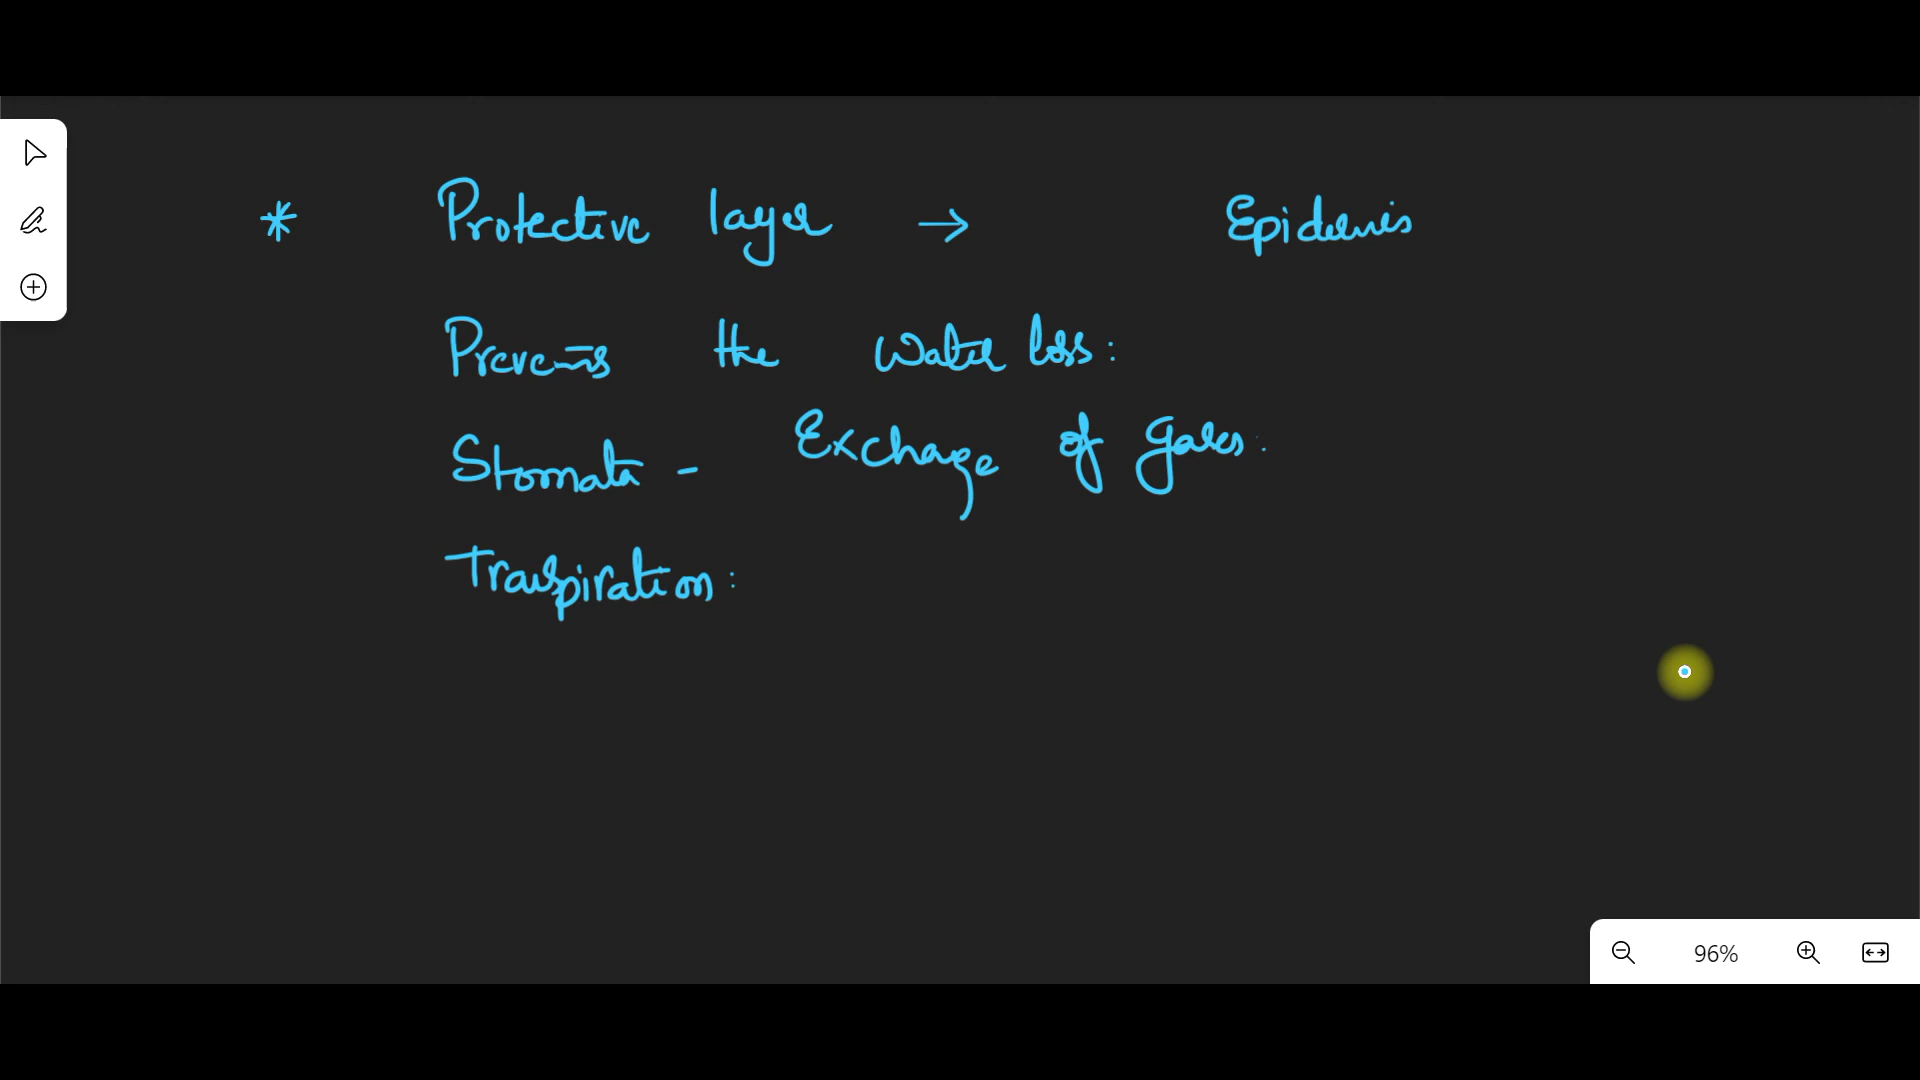 * Protective layer → Epidermis
Prevents the Water loss:
Stomata - Exchange of gases:
Transpiration:
96%